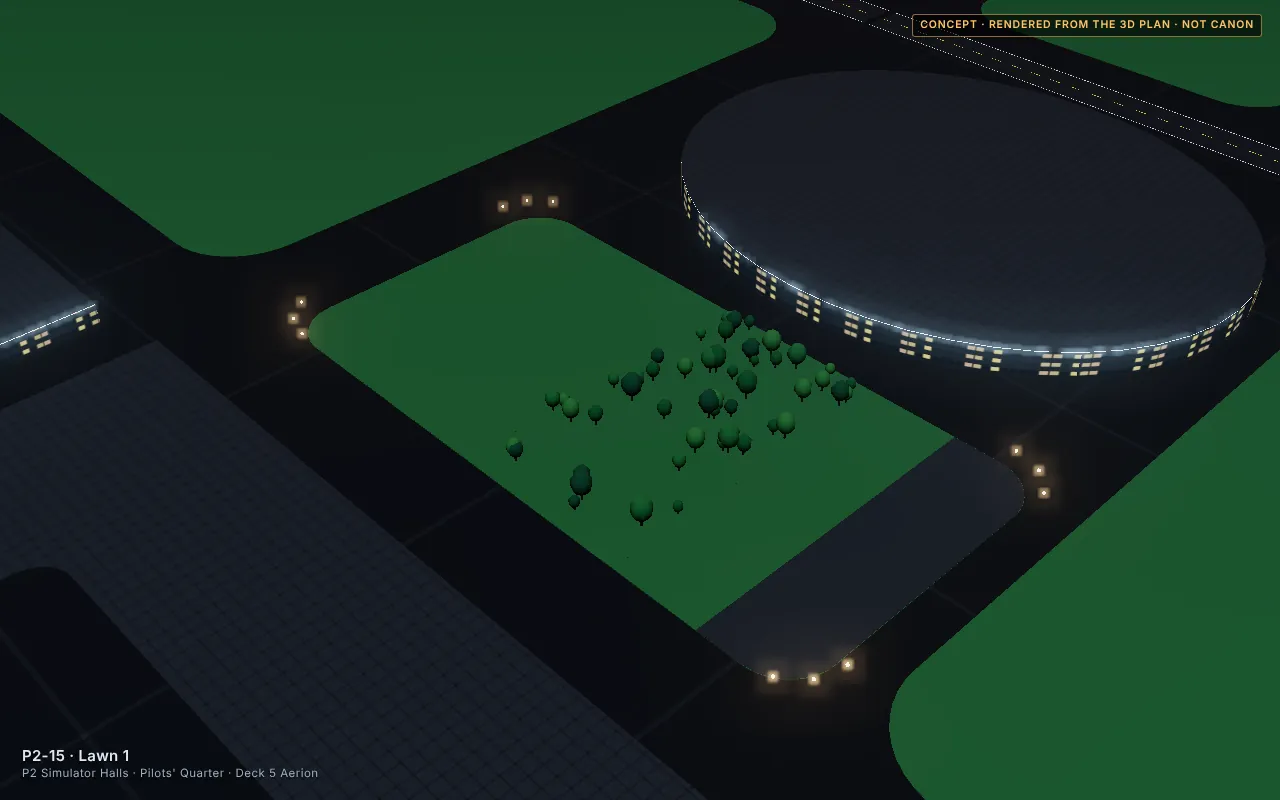 CONCEPT · RENDERED FROM THE 3D PLAN · NOT CANON
P2-15 · Lawn 1
P2 Simulator Halls · Pilots' Quarter · Deck 5 Aerion